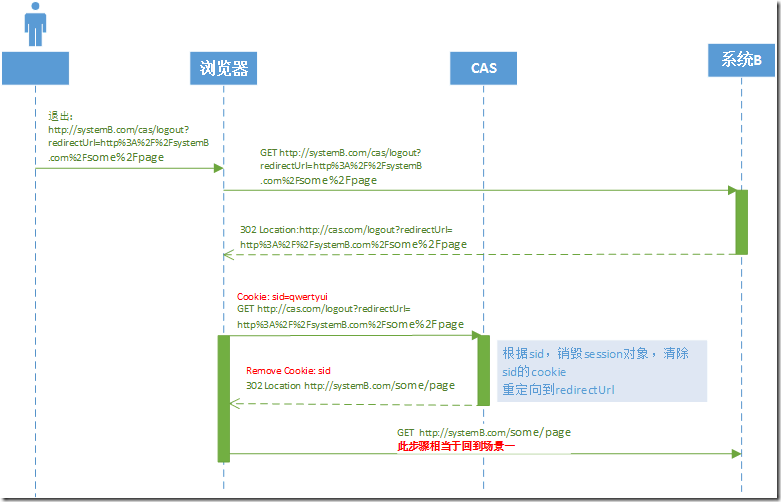 浏览器
CAS
系统B
退出:
http://systemB.com/cas/logout?
redirectUrl=http%3A%2F%2FsystemB
.com%2Fsome%2Fpage
GET http://systemB.com/cas/logout?
redirectUrl=http%3A%2F%2FsystemB
.com%2Fsome%2Fpage
302 Location:http://cas.com/logout?redirectUrl=
http%3A%2F%2FsystemB.com%2Fsome%2Fpage
Cookie: sid=qwertyui
GET http://cas.com/logout?redirectUrl=
http%3A%2F%2FsystemB.com%2Fsome%2Fpage
根据sid，销毁session对象，清除
sid的cookie
重定向到redirectUrl
Remove Cookie: sid
302 Location http://systemB.com/some/page
GET http://systemB.com/some/page
此步骤相当于回到场景一